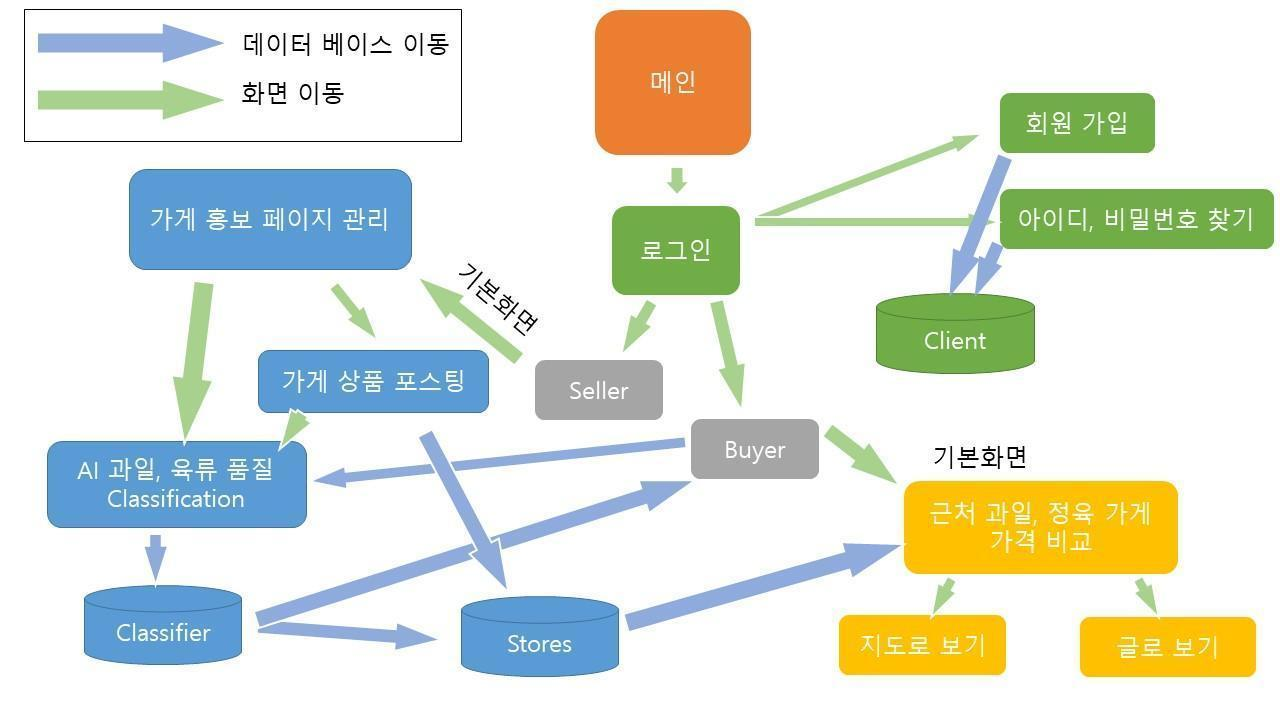 데이터 베이스 이동
화면 이동
메인
회원 가입
가게 홍보 페이지 관리
로그인
아이디, 비밀번호 찾기
기본화면
Client
가게 상품 포스팅
Seller
Buyer
기본화면
AI 과일, 육류 품질
Classification
근처 과일, 정육 가게
가격 비교
Classifier
Stores
지도로 보기
글로 보기